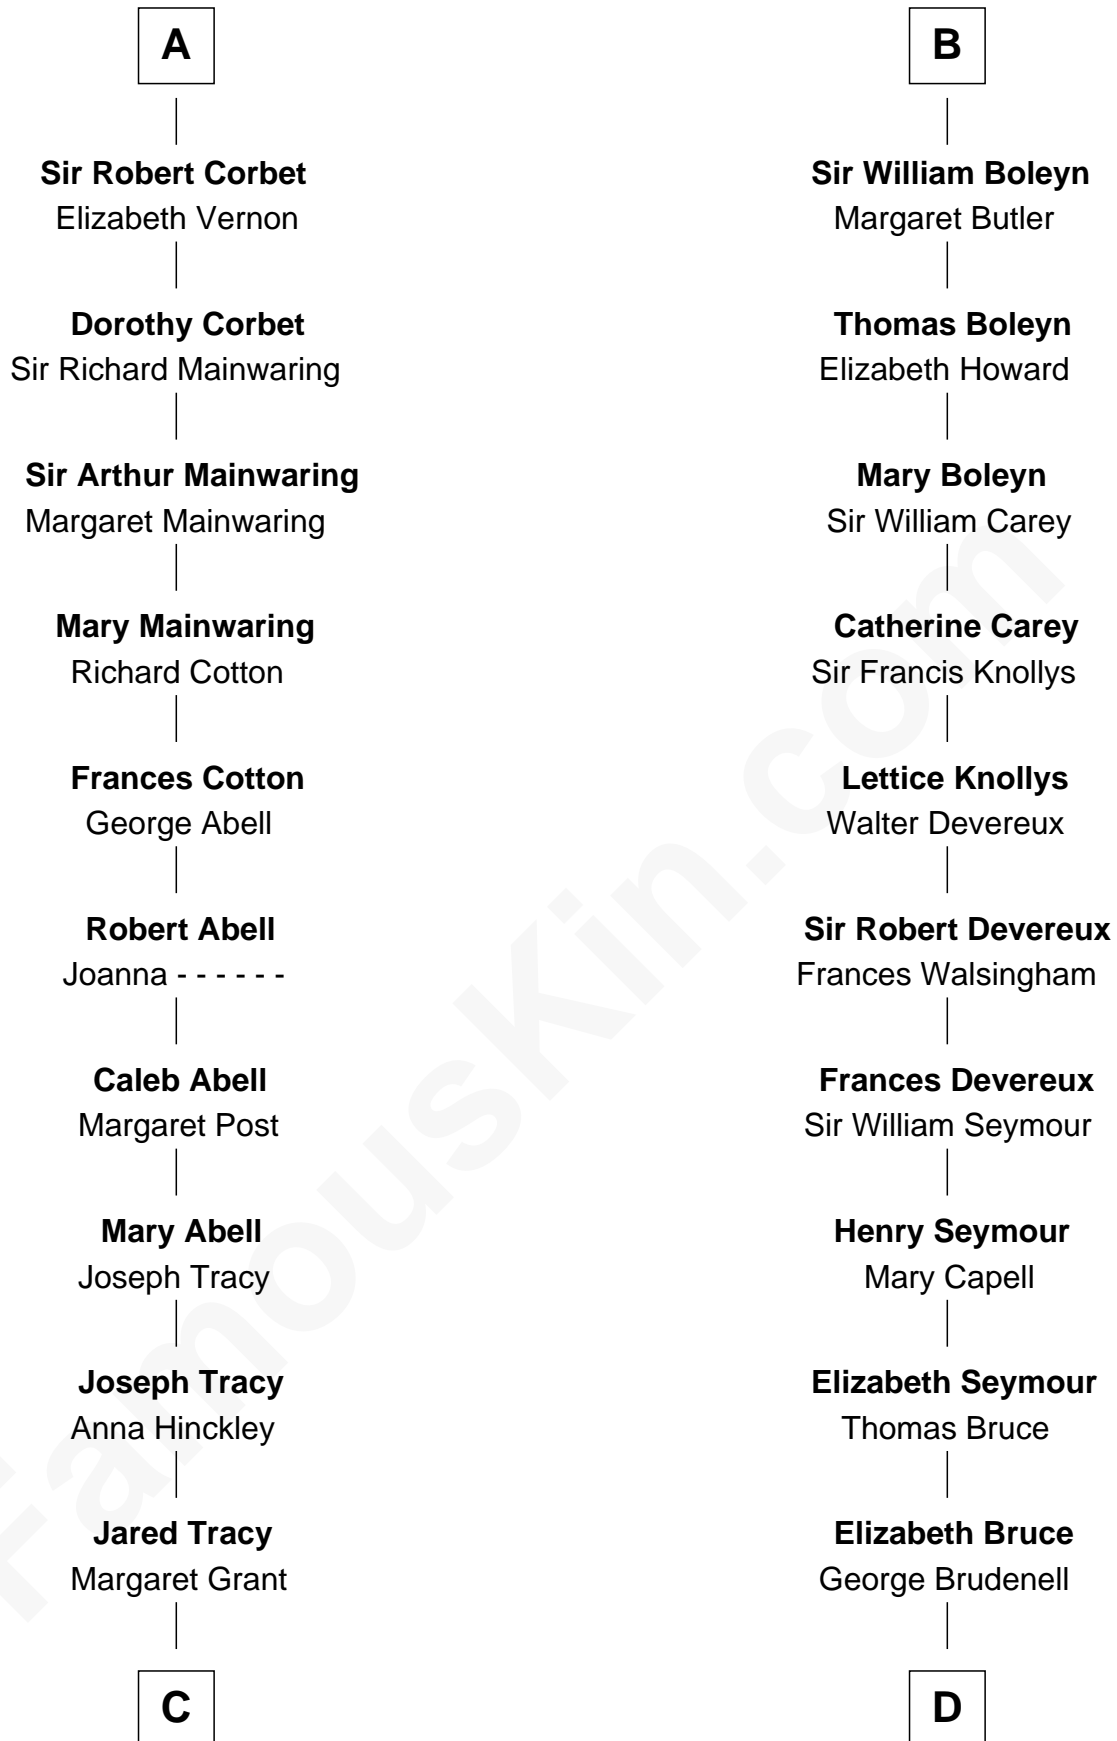 A
Sir Robert Corbet
Elizabeth Vernon
Dorothy Corbet
Sir Richard Mainwaring
Sir Arthur Mainwaring
Margaret Mainwaring
Mary Mainwaring
Richard Cotton
Frances Cotton
George Abell
Robert Abell
Joanna - - - - - -
Caleb Abell
Margaret Post
Mary Abell
Joseph Tracy
Joseph Tracy
Anna Hinckley
Jared Tracy
Margaret Grant
C
B
Sir William Boleyn
Margaret Butler
Thomas Boleyn
Elizabeth Howard
Mary Boleyn
Sir William Carey
Catherine Carey
Sir Francis Knollys
Lettice Knollys
Walter Devereux
Sir Robert Devereux
Frances Walsingham
Frances Devereux
Sir William Seymour
Henry Seymour
Mary Capell
Elizabeth Seymour
Thomas Bruce
Elizabeth Bruce
George Brudenell
D
FamousKin.com